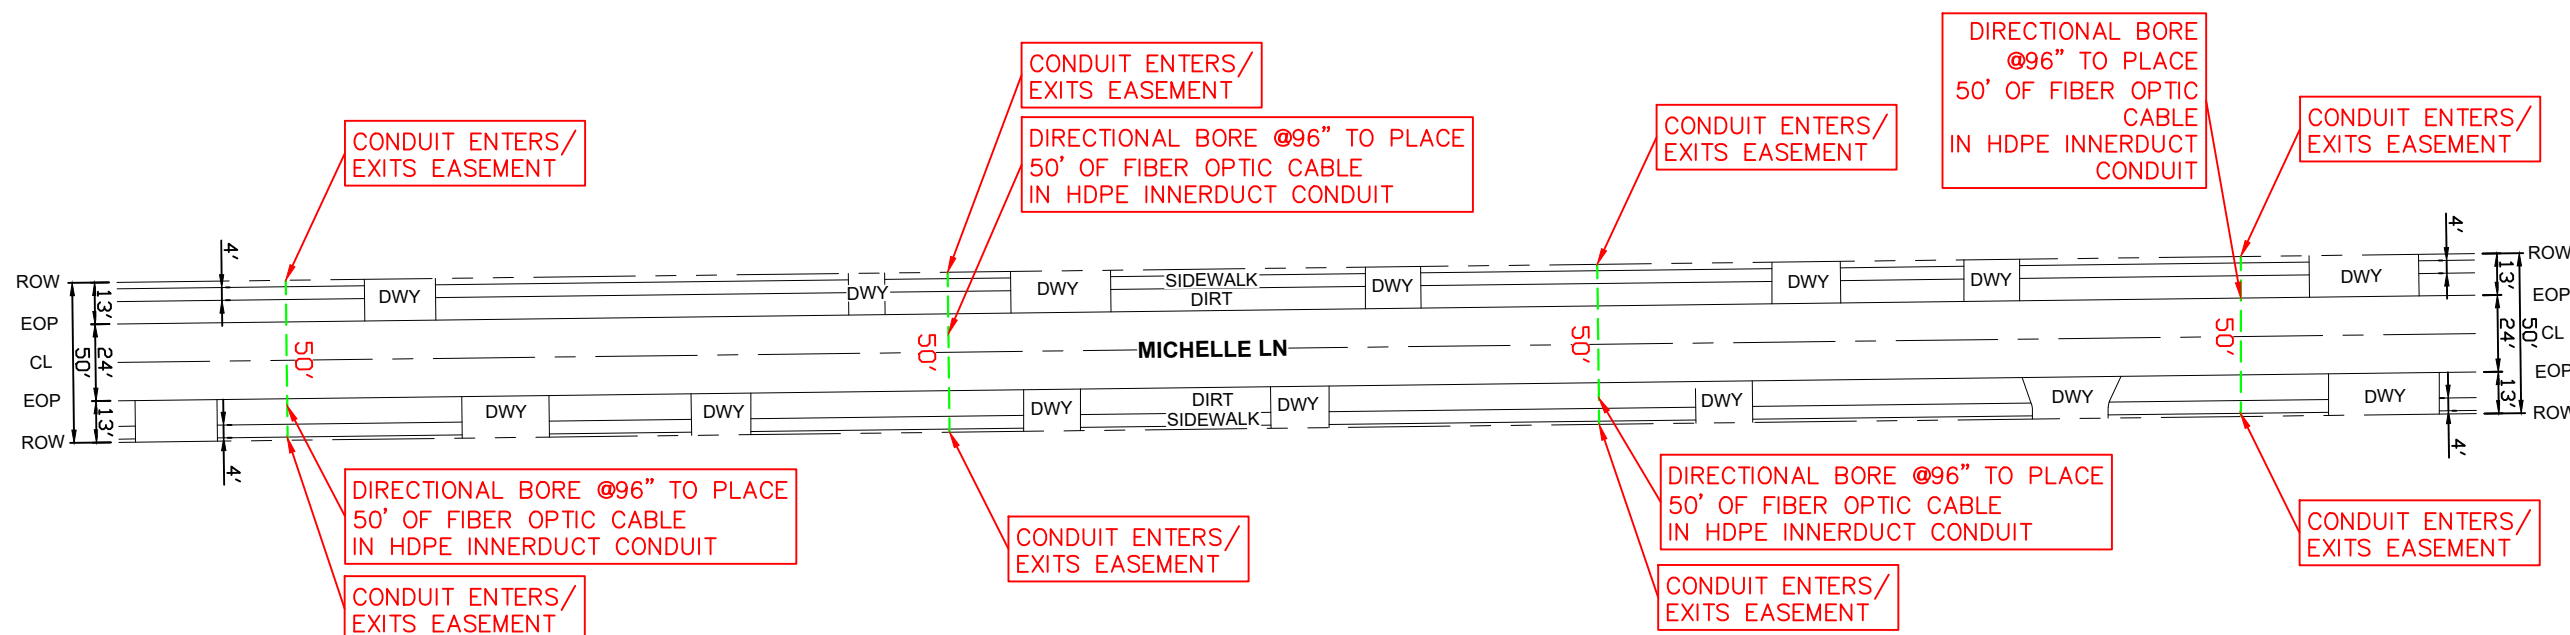 DIRECTIONAL BORE
@96" TO PLACE
50' OF FIBER OPTIC
CABLE
IN HDPE INNERDUCT
CONDUIT
CONDUIT ENTERS/
EXITS EASEMENT
CONDUIT ENTERS/
EXITS EASEMENT
CONDUIT ENTERS/
EXITS EASEMENT
CONDUIT ENTERS/
EXITS EASEMENT
DIRECTIONAL BORE @96" TO PLACE
50' OF FIBER OPTIC CABLE
IN HDPE INNERDUCT CONDUIT
4'
4'
ROW
ROW
13'
13'
DWY
DWY
DWY
SIDEWALK
DIRT
DWY
DWY
DWY
DWY
EOP
EOP
CL
CL
50'
24'
24'
50'
50'
50'
50'
50'
MICHELLE LN
EOP
EOP
13'
13'
DWY
DWY
DWY
DIRT
SIDEWALK
DWY
DWY
DWY
DWY
ROW
ROW
4'
4'
DIRECTIONAL BORE @96" TO PLACE
50' OF FIBER OPTIC CABLE
IN HDPE INNERDUCT CONDUIT
CONDUIT ENTERS/
EXITS EASEMENT
CONDUIT ENTERS/
EXITS EASEMENT
DIRECTIONAL BORE @96" TO PLACE
50' OF FIBER OPTIC CABLE
IN HDPE INNERDUCT CONDUIT
CONDUIT ENTERS/
EXITS EASEMENT
CONDUIT ENTERS/
EXITS EASEMENT